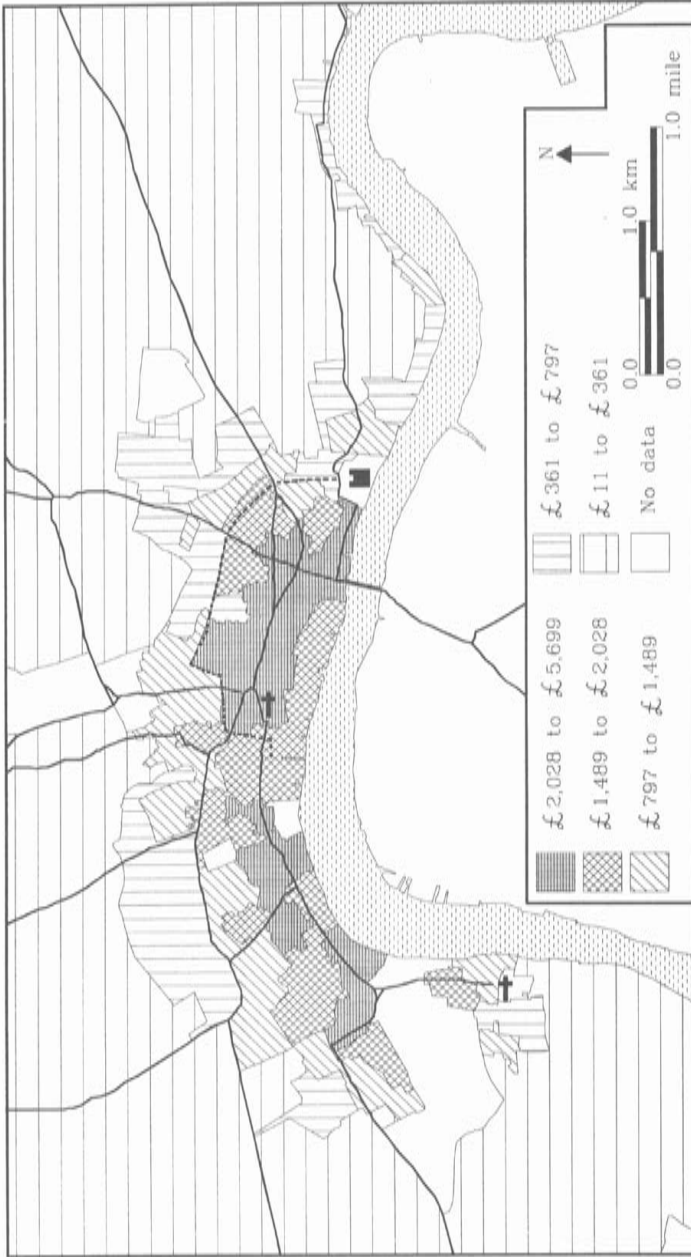 £2,028 to £5,699
£1,489 to £2,028
£797 to £1,489
£361 to £797
£11 to £361
No data
N
0.0 1.0 km
0.0 1.0 mile